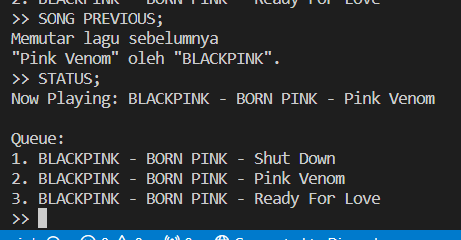 2. BLACKPINK - BORN PINK - Ready For Love
>> SONG PREVIOUS;
Memutar lagu sebelumnya
"Pink Venom" oleh "BLACKPINK".
>> STATUS;
Now Playing: BLACKPINK - BORN PINK - Pink Venom
Queue:
1. BLACKPINK - BORN PINK - Shut Down
2. BLACKPINK - BORN PINK - Pink Venom
3. BLACKPINK - BORN PINK - Ready For Love
>>